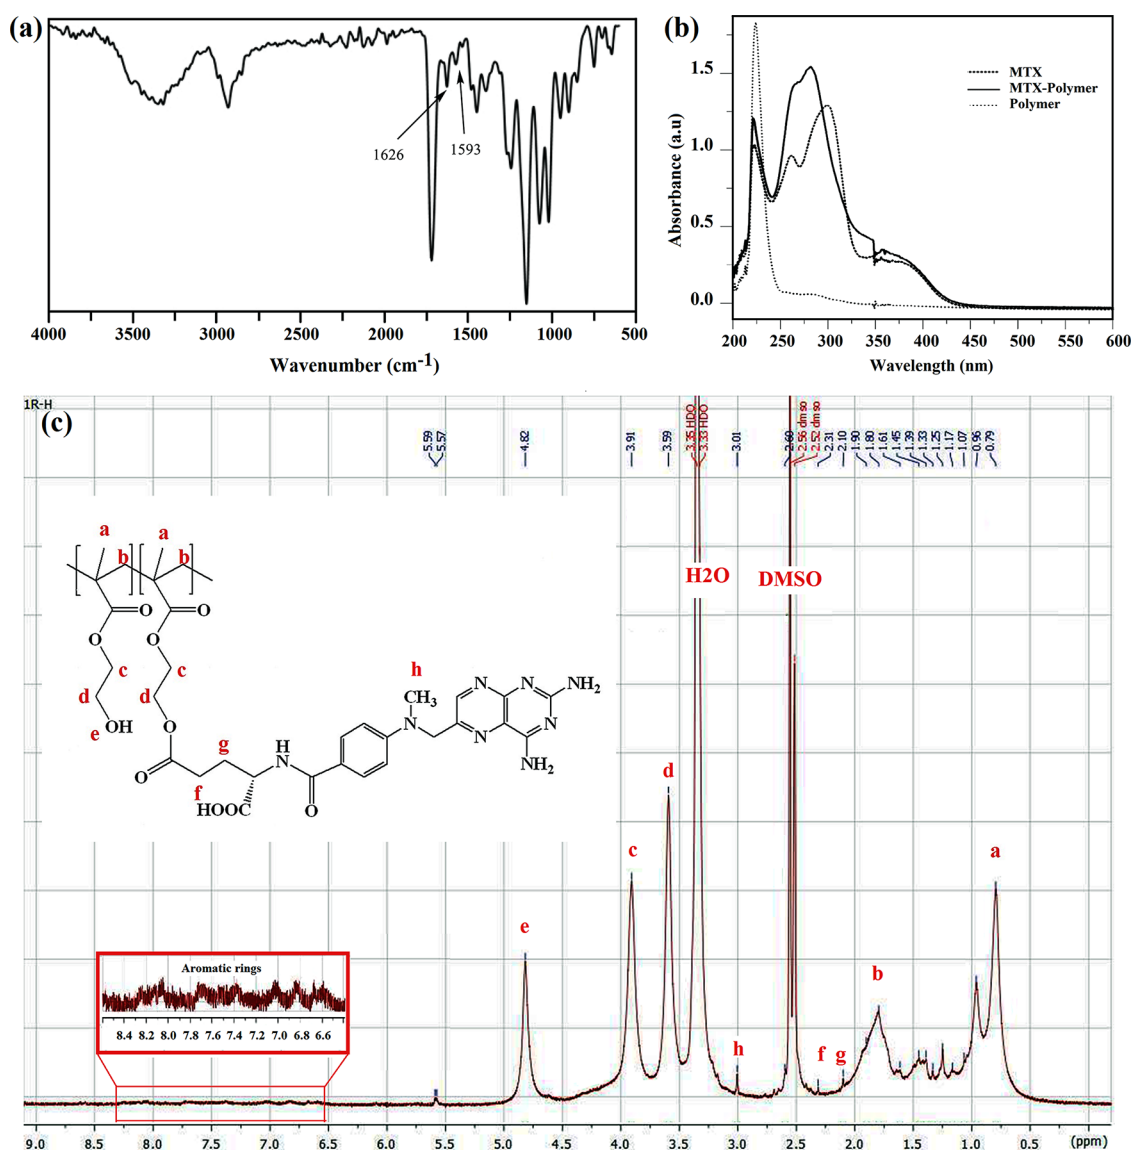 (a)
1626
1593
4000 3500 3000 2500 2000 1500 1000 500
Wavenumber (cm-1)
(b)
Absorbance (a.u)
1.5
1.0
0.5
0.0
MTX
MTX-Polymer
Polymer
200 250 300 350 400 450 500 550 600
Wavelength (nm)
1R-H
(c)
5.59
5.57
4.82
3.91
3.59
3.35 HDO
3.33 HDO
3.01
2.60
2.56 dmso
2.52 dmso
2.31
2.10
1.90
1.80
1.61
1.45
1.39
1.33
1.25
1.17
1.07
0.96
0.79
H2O
DMSO
a a
b b
O O
O O
c c
d d
OH
e
O
g
O
f
HOOC
H
N
O
h
CH3
N
N
N
N
N
NH2
NH2
d
c
a
e
b
h
f
g
Aromatic rings
8.4 8.2 8.0 7.8 7.6 7.4 7.2 7.0 6.8 6.6
9.0 8.5 8.0 7.5 7.0 6.5 6.0 5.5 5.0 4.5 4.0 3.5 3.0 2.5 2.0 1.5 1.0 0.5 (ppm)